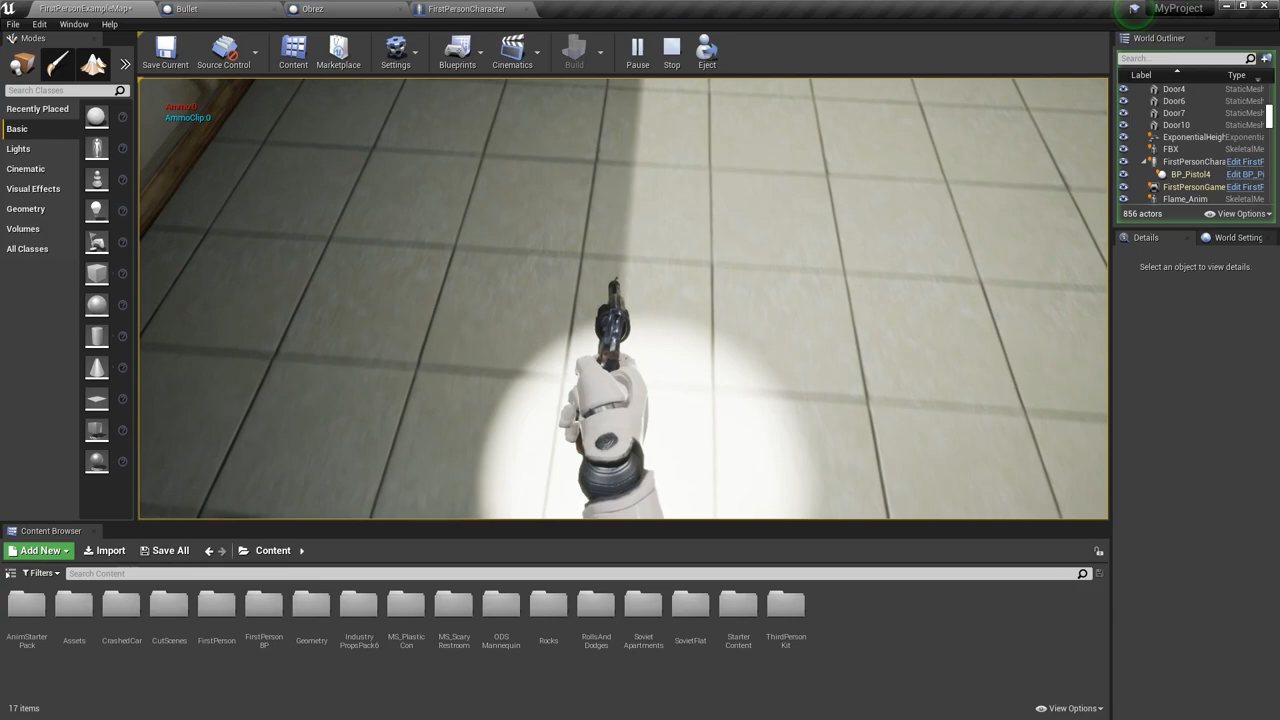 FirstPersonExampleMap*
Bullet
Obrez
FirstPersonCharacter
MyProject
File Edit Window Help
Modes
World Outliner
Save Current
Source Control
Content
Marketplace
Settings
Blueprints
Cinematics
Build
Pause
Stop
Eject
Search...
Search Classes
Label
Type
Recently Placed
Basic
Lights
Cinematic
Visual Effects
Geometry
Volumes
All Classes
AmmoClip:0
Door4 StaticMesh
Door6 StaticMesh
Door7 StaticMesh
Door10 StaticMesh
ExponentialHeigh Exponentia
FBX SkeletalMe
FirstPersonChara Edit FirstF
BP_Pistol4 Edit BP_Pi
FirstPersonGame Edit FirstF
Flame_Anim SkeletalMe
856 actors
View Options
Details
World Setting
Select an object to view details.
Content Browser
Add New
Import
Save All
Content
Filters
Search Content
AnimStarter
Pack
Assets
CrashedCar
CutScenes
FirstPerson
FirstPerson
BP
Geometry
Industry
PropsPack6
MS_Plastic
Con
MS_Scary
Restroom
ODS
Mannequin
Rocks
RollsAnd
Dodges
Soviet
Apartments
SovietFlat
Starter
Content
ThirdPerson
Kit
17 items
View Options